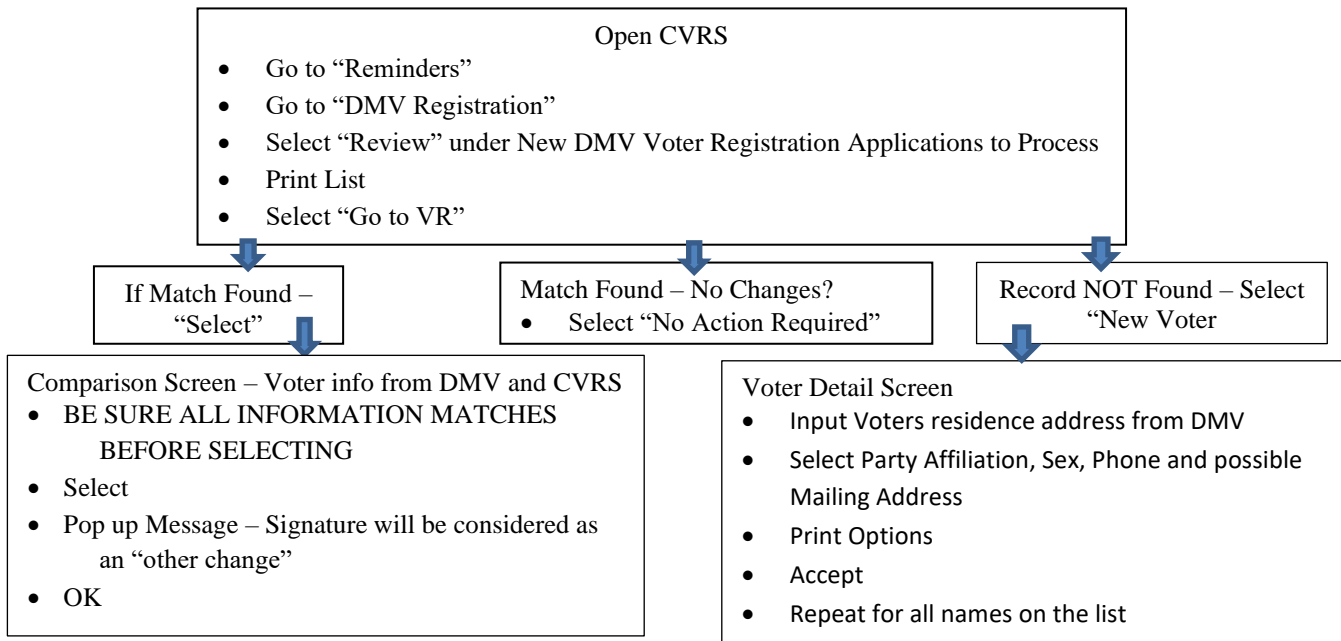 Open CVRS
• Go to “Reminders”
• Go to “DMV Registration”
• Select “Review” under New DMV Voter Registration Applications to Process
• Print List
• Select “Go to VR”
If Match Found –
“Select”
Match Found – No Changes?
• Select “No Action Required”
Record NOT Found – Select
“New Voter
Comparison Screen – Voter info from DMV and CVRS
• BE SURE ALL INFORMATION MATCHES
BEFORE SELECTING
• Select
• Pop up Message – Signature will be considered as
an “other change”
• OK
Voter Detail Screen
• Input Voters residence address from DMV
• Select Party Affiliation, Sex, Phone and possible
Mailing Address
• Print Options
• Accept
• Repeat for all names on the list